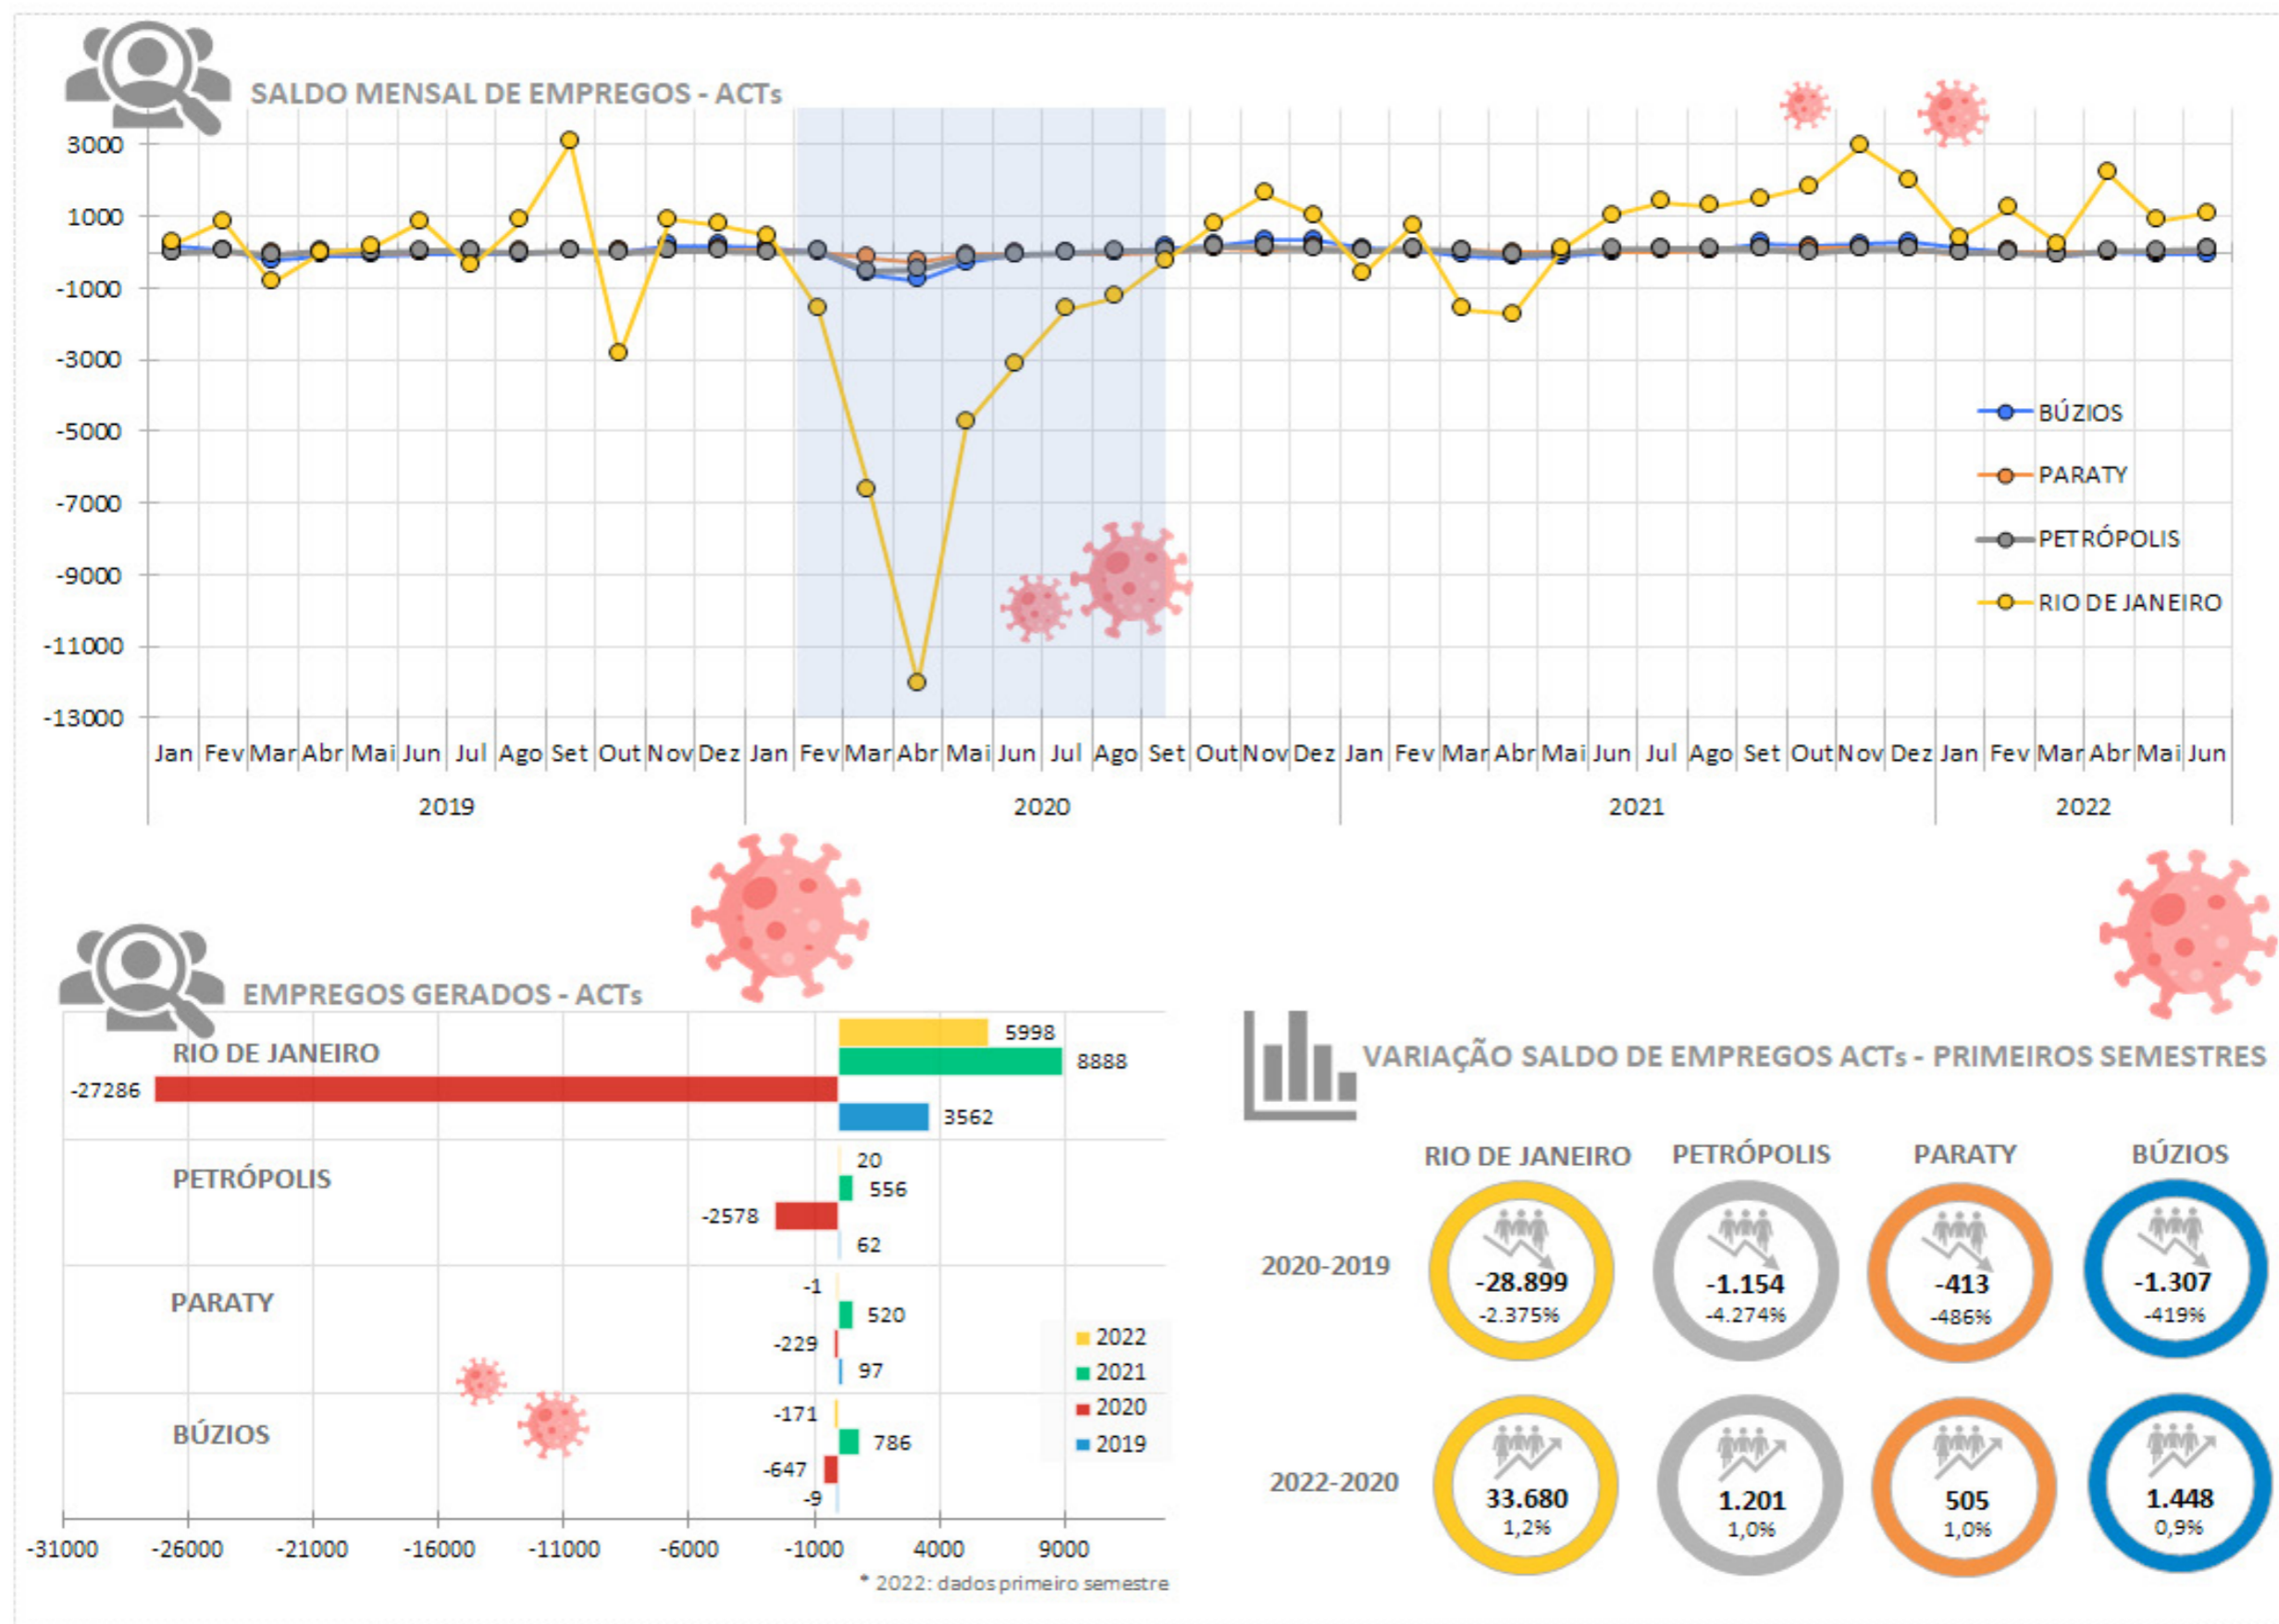 SALDO MENSAL DE EMPREGOS - ACTs
3000
1000
-1000
-3000
-5000
-7000
-9000
-11000
-13000
BÚZIOS
PARATY
PETRÓPOLIS
RIO DE JANEIRO
Jan Fev Mar Abr Mai Jun Jul Ago Set Out Nov Dez Jan Fev Mar Abr Mai Jun Jul Ago Set Out Nov Dez Jan Fev Mar Abr Mai Jun Jul Ago Set Out Nov Dez Jan Fev Mar Abr Mai Jun
2019 2020 2021 2022
EMPREGOS GERADOS - ACTs
RIO DE JANEIRO
5998
8888
-27286
3562
PETRÓPOLIS
20
556
-2578
62
PARATY
-1
520
-229
97
BÚZIOS
-171
786
-647
-9
2022
2021
2020
2019
-31000 -26000 -21000 -16000 -11000 -6000 -1000 4000 9000
* 2022: dados primeiro semestre
VARIAÇÃO SALDO DE EMPREGOS ACTs - PRIMEIROS SEMESTRES
RIO DE JANEIRO PETRÓPOLIS PARATY BÚZIOS
2020-2019
-28.899 -1.154 -413 -1.307
-2.375% -4.274% -486% -419%
2022-2020
33.680 1.201 505 1.448
1,2% 1,0% 1,0% 0,9%